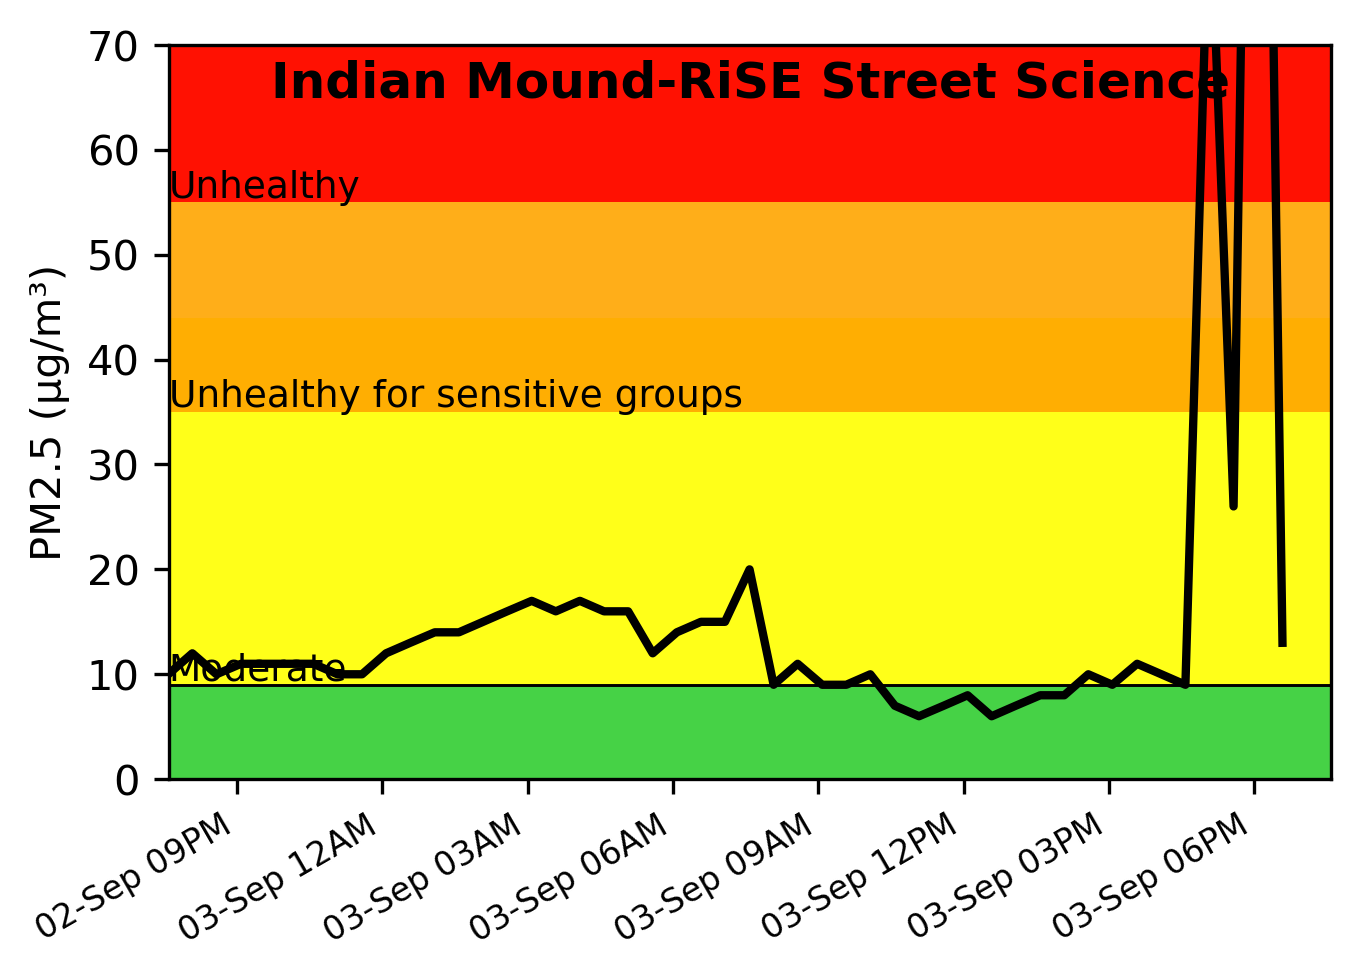 Indian Mound-RiSE Street Science
PM2.5 (µg/m³)
70
60
50
40
30
20
10
0
Unhealthy
Unhealthy for sensitive groups
Moderate
02-Sep 09PM
03-Sep 12AM
03-Sep 03AM
03-Sep 06AM
03-Sep 09AM
03-Sep 12PM
03-Sep 03PM
03-Sep 06PM